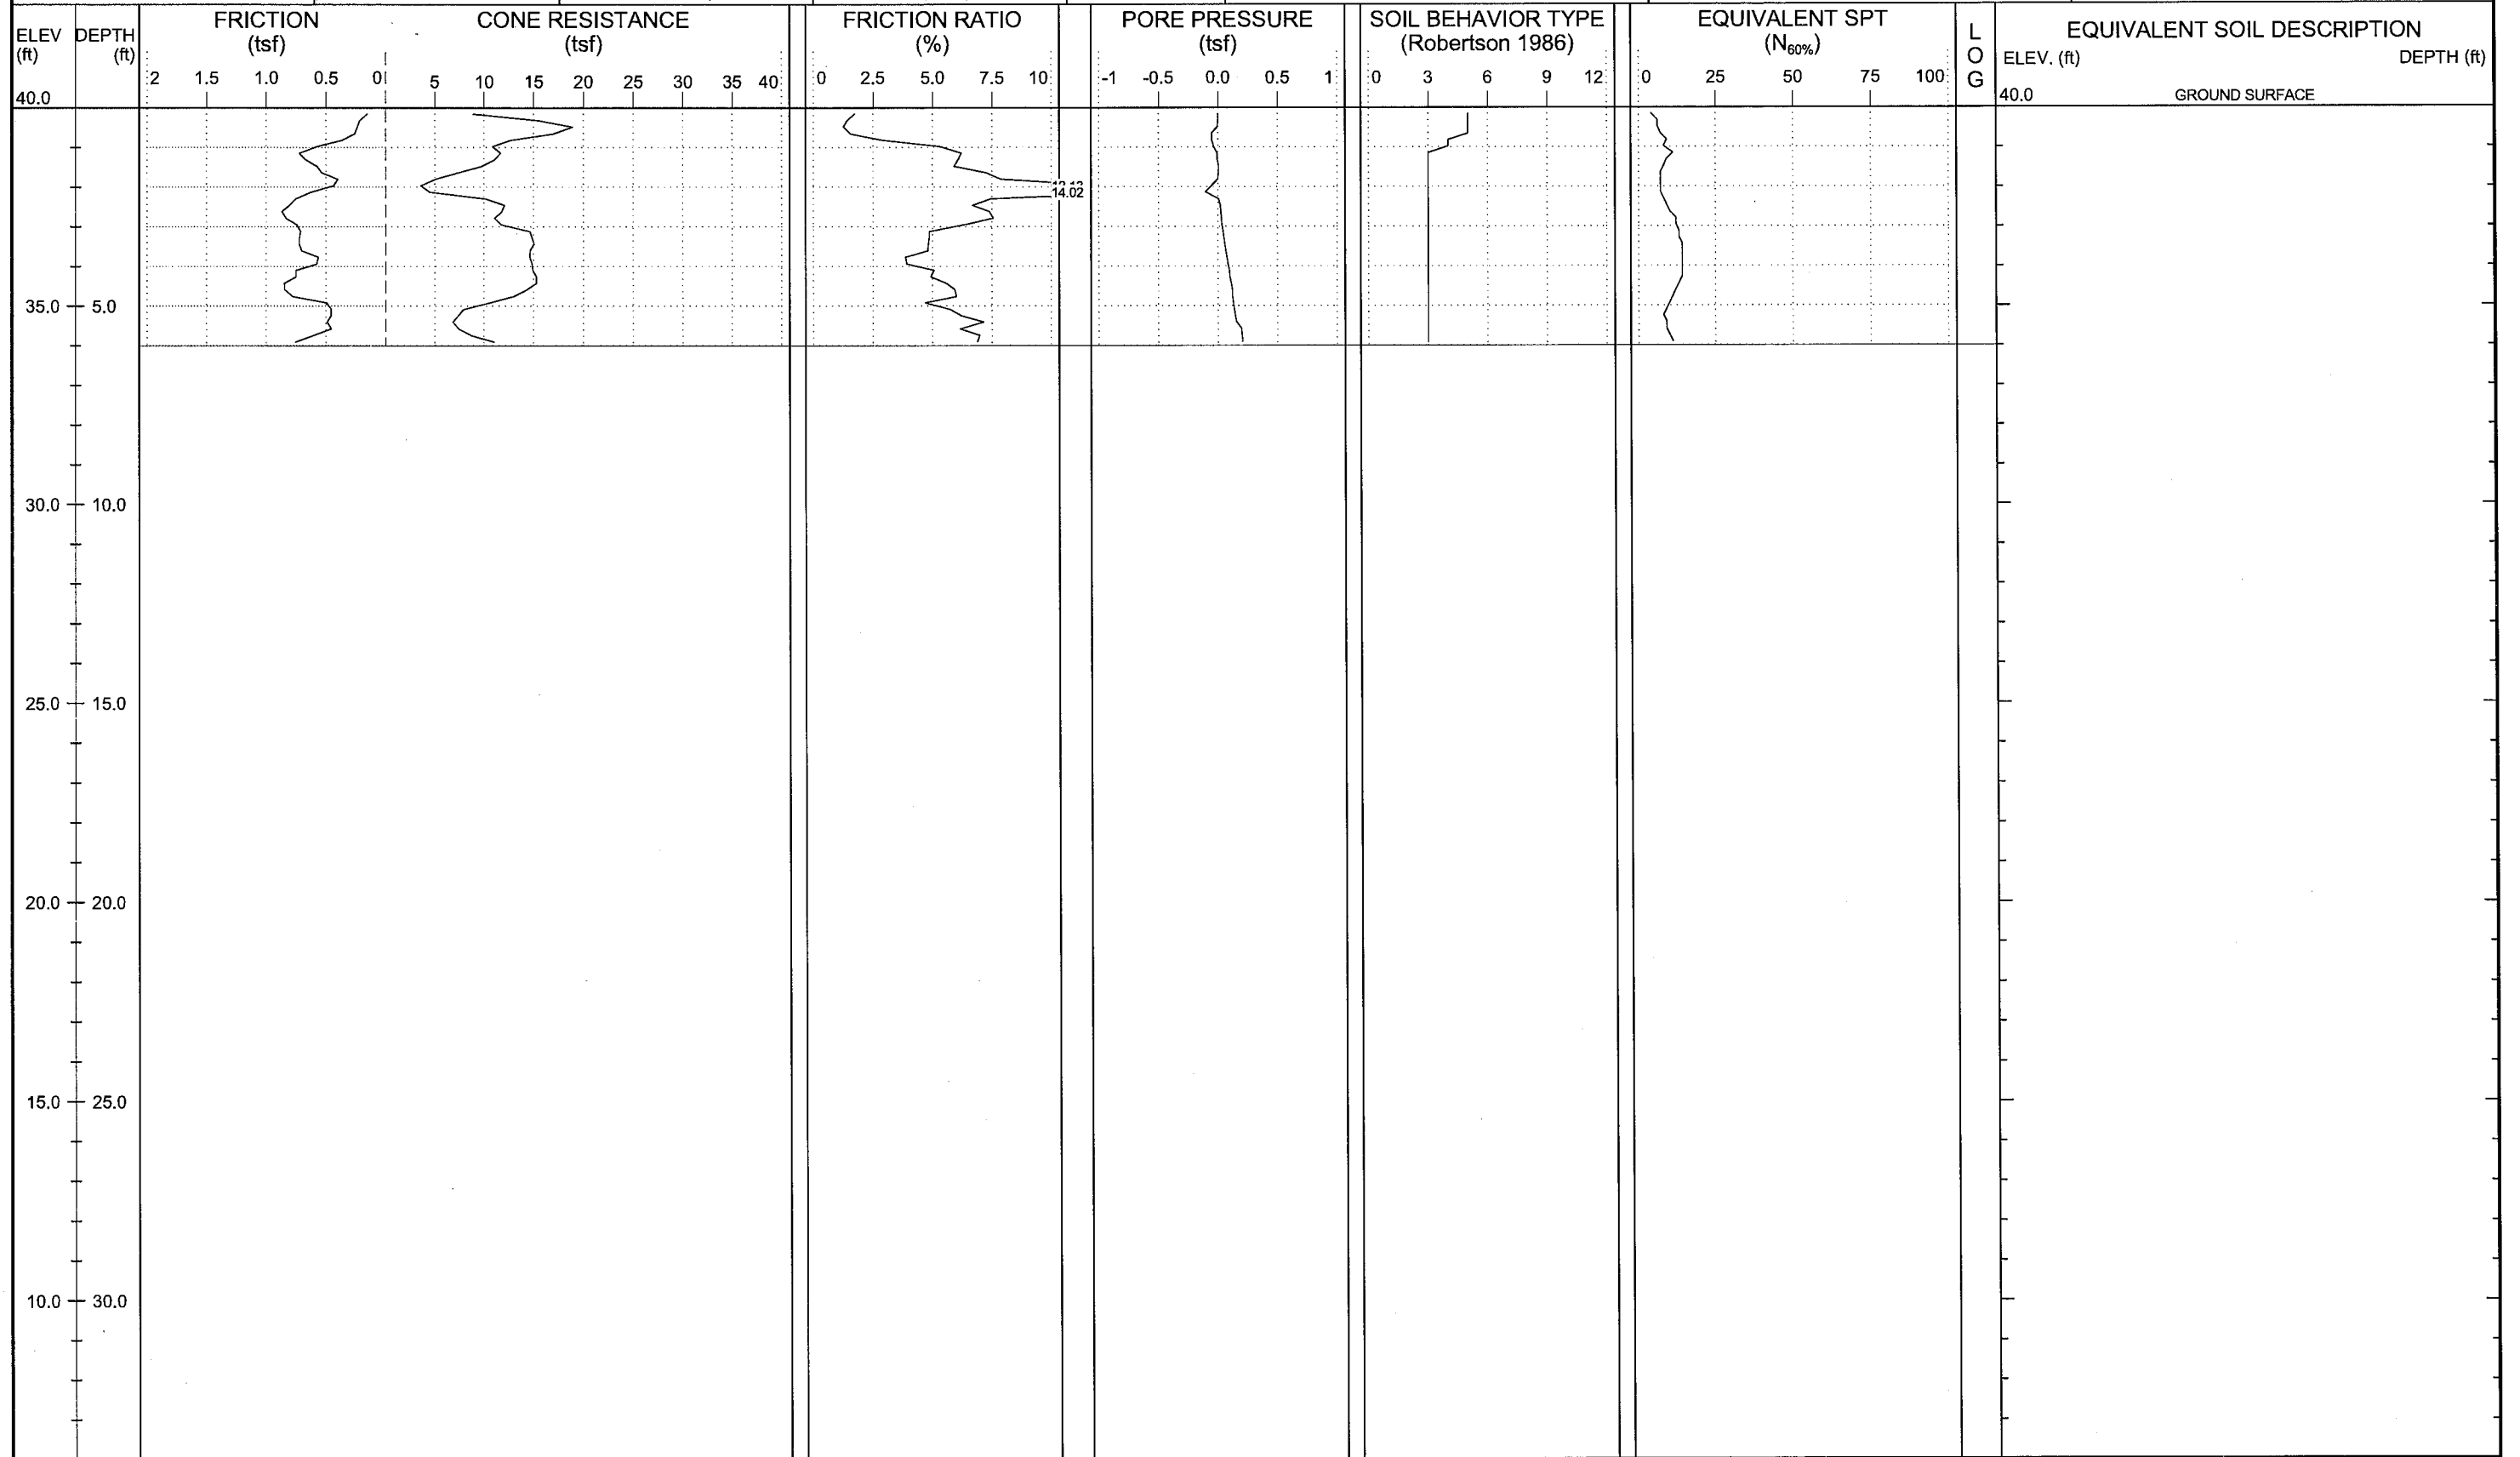 ELEV (ft)
DEPTH (ft)
FRICTION
(tsf)
CONE RESISTANCE
(tsf)
FRICTION RATIO
(%)
PORE PRESSURE
(tsf)
SOIL BEHAVIOR TYPE
(Robertson 1986)
EQUIVALENT SPT
(N60%)
L
O
G
EQUIVALENT SOIL DESCRIPTION
ELEV. (ft) DEPTH (ft)
2 1.5 1.0 0.5 0 5 10 15 20 25 30 35 40
0 2.5 5.0 7.5 10
-1 -0.5 0.0 0.5 1
0 3 6 9 12
0 25 50 75 100
40.0
40.0 GROUND SURFACE
14.02
35.0 5.0
30.0 10.0
25.0 15.0
20.0 20.0
15.0 25.0
10.0 30.0